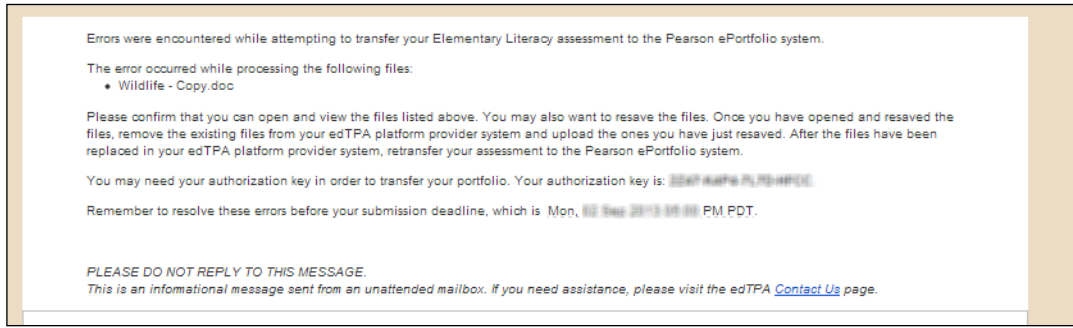 Errors were encountered while attempting to transfer your Elementary Literacy assessment to the Pearson ePortfolio system.
The error occurred while processing the following files:
• Wildlife - Copy.doc
Please confirm that you can open and view the files listed above. You may also want to resave the files. Once you have opened and resaved the
files, remove the existing files from your edTPA platform provider system and upload the ones you have just resaved. After the files have been
replaced in your edTPA platform provider system, retransfer your assessment to the Pearson ePortfolio system.
You may need your authorization key in order to transfer your portfolio. Your authorization key is:
Remember to resolve these errors before your submission deadline, which is Mon, PM PDT.
PLEASE DO NOT REPLY TO THIS MESSAGE.
This is an informational message sent from an unattended mailbox. If you need assistance, please visit the edTPA Contact Us page.